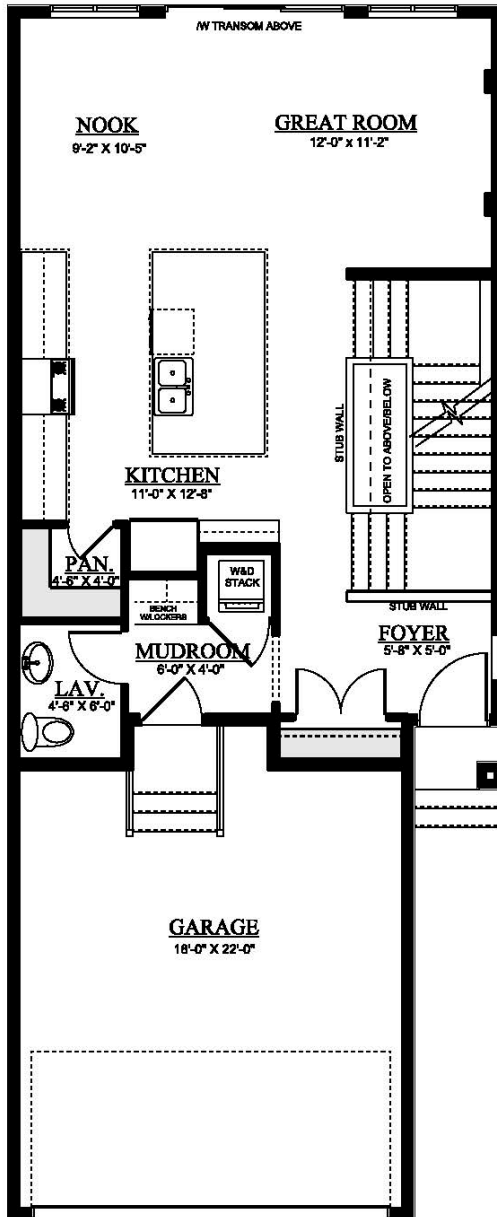 /W TRANSOM ABOVE
NOOK
9'-2" X 10'-5"
GREAT ROOM
12'-0" x 11'-2"
STUB WALL
OPEN TO ABOVE/BELOW
KITCHEN
11'-0" X 12'-6"
PAN.
4'-6" X 4'-0"
W&D
STACK
BENCH
W/LOCKERS
STUB WALL
MUDROOM
6'-0" X 4'-0"
FOYER
5'-8" X 5'-0"
LAV.
4'-6" X 6'-0"
GARAGE
18'-0" X 22'-0"